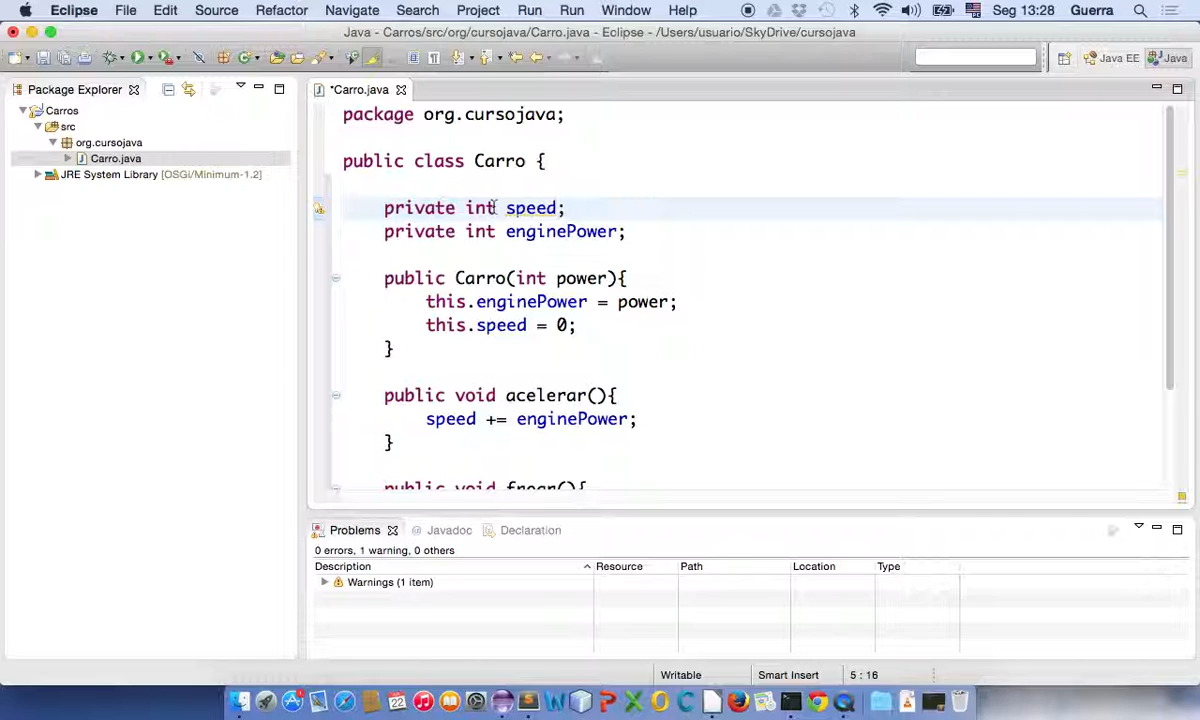 Eclipse File Edit Source Refactor Navigate Search Project Run Run Window Help Seg 13:28 Guerra
Java - Carros/src/org/cursojava/Carro.java - Eclipse - /Users/usuario/SkyDrive/cursojava
Java EE Java
Package Explorer
Carros
src
org.cursojava
Carro.java
JRE System Library [OSGi/Minimum-1.2]
*Carro.java
package org.cursojava;
public class Carro {
private int speed;
private int enginePower;
public Carro(int power){
this.enginePower = power;
this.speed = 0;
}
public void acelerar(){
speed += enginePower;
}
public void frear(){
Problems @ Javadoc Declaration
0 errors, 1 warning, 0 others
Description Resource Path Location Type
Warnings (1 item)
Writable Smart Insert 5 : 16